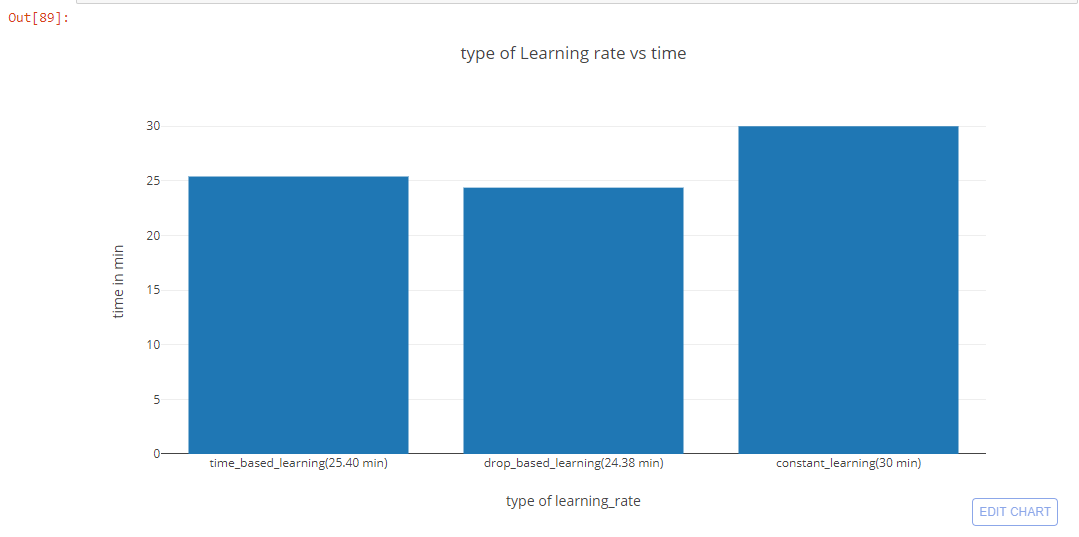 Out[89]:
type of Learning rate vs time
time in min
30
25
20
15
10
5
0
time_based_learning(25.40 min) drop_based_learning(24.38 min) constant_learning(30 min)
type of learning_rate
EDIT CHART